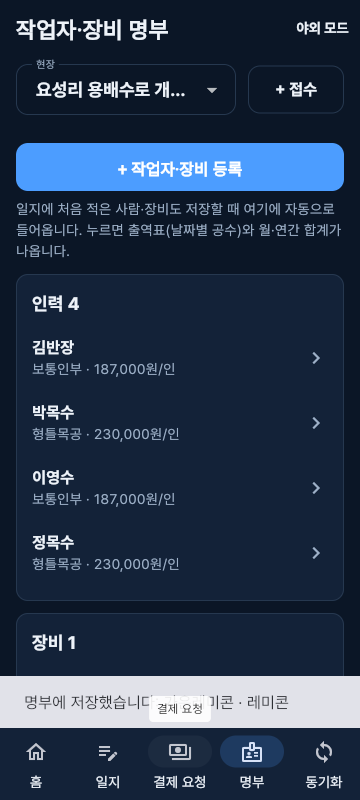 작업자·장비 명부
야외 모드
현장
요성리 용배수로 개...
+ 접수
+ 작업자·장비 등록
일지에 처음 적은 사람·장비도 저장할 때 여기에 자동으로
들어옵니다. 누르면 출역표(날짜별 공수)와 월·연간 합계가
나옵니다.
인력 4
김반장
보통인부 · 187,000원/인
박목수
형틀목공 · 230,000원/인
이영수
보통인부 · 187,000원/인
정목수
형틀목공 · 230,000원/인
장비 1
명부에 저장했습니다
미콘 · 레미콘
결제 요청
홈
일지
결제 요청
명부
동기화